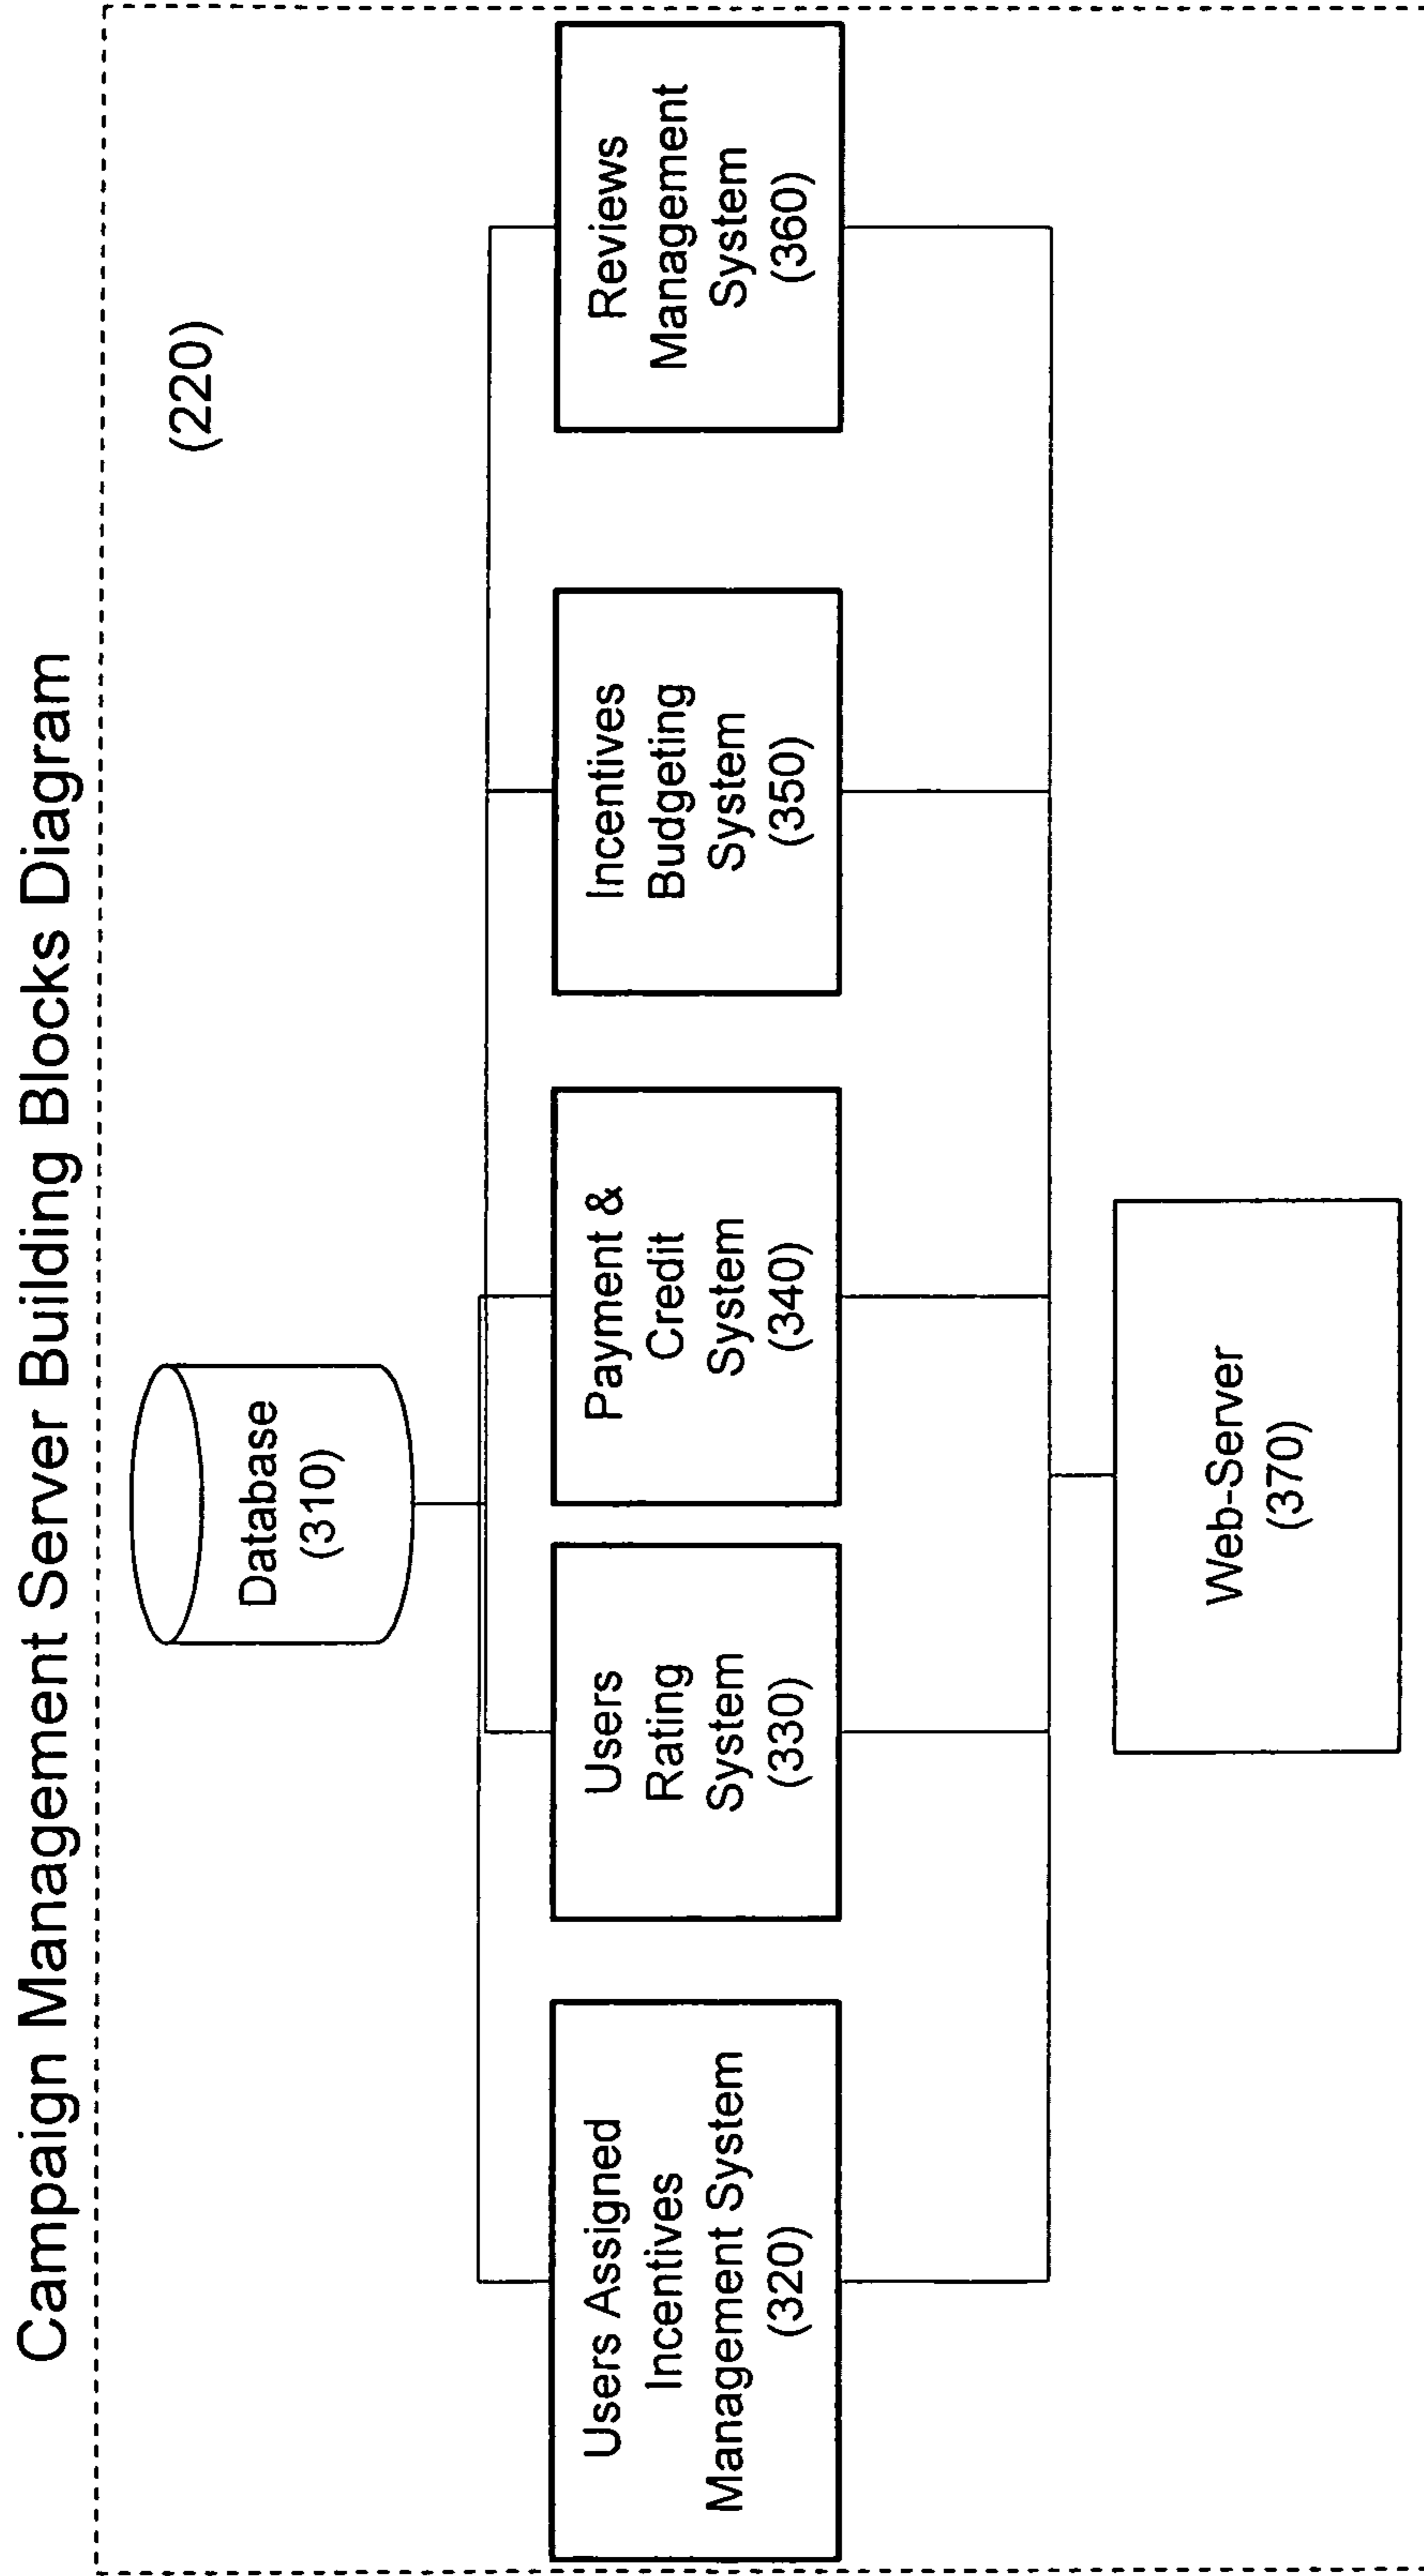 Campaign Management Server Building Blocks Diagram
(220)
Database
(310)
Users Assigned
Incentives
Management System
(320)
Users
Rating
System
(330)
Payment &
Credit
System
(340)
Incentives
Budgeting
System
(350)
Reviews
Management
System
(360)
Web-Server
(370)